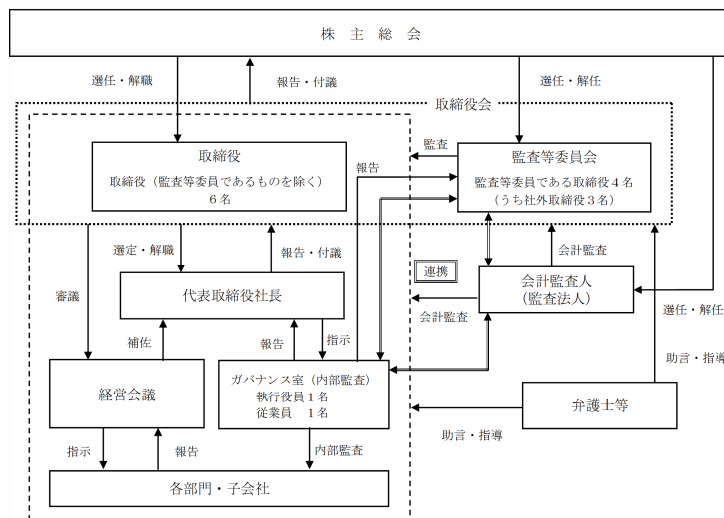 株 主 総 会
選任・解職
報告・付議
選任・解任
取締役会
取締役
取締役（監査等委員であるものを除く）
６名
監査
報告
監査等委員会
監査等委員である取締役４名
（うち社外取締役３名）
選定・解職
報告・付議
会計監査
審議
代表取締役社長
連携
会計監査人
（監査法人）
会計監査
選任・解任
補佐
報告
指示
助言・指導
経営会議
ガバナンス室（内部監査）
執行役員１名
従業員　１名
弁護士等
助言・指導
指示
報告
内部監査
各部門・子会社